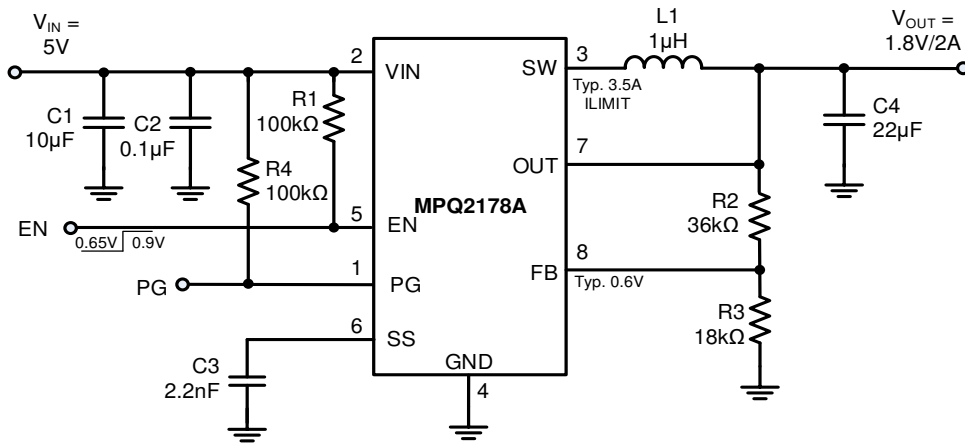 V_IN =
5V
C1
10µF
C2
0.1µF
R4
100kΩ
R1
100kΩ
EN
0.65V 0.9V
PG
C3
2.2nF
2
VIN
5
EN
1
PG
6
SS
MPQ2178A
GND
4
SW
3
Typ. 3.5A
ILIMIT
OUT
7
FB
8
Typ. 0.6V
L1
1µH
V_OUT =
1.8V/2A
C4
22µF
R2
36kΩ
R3
18kΩ